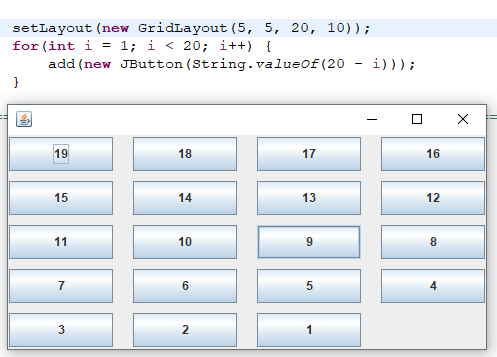 setLayout(new GridLayout(5, 5, 20, 10));
for(int i = 1; i < 20; i++) {
    add(new JButton(String.valueOf(20 - i)));
}
19 18 17 16
15 14 13 12
11 10 9 8
7 6 5 4
3 2 1